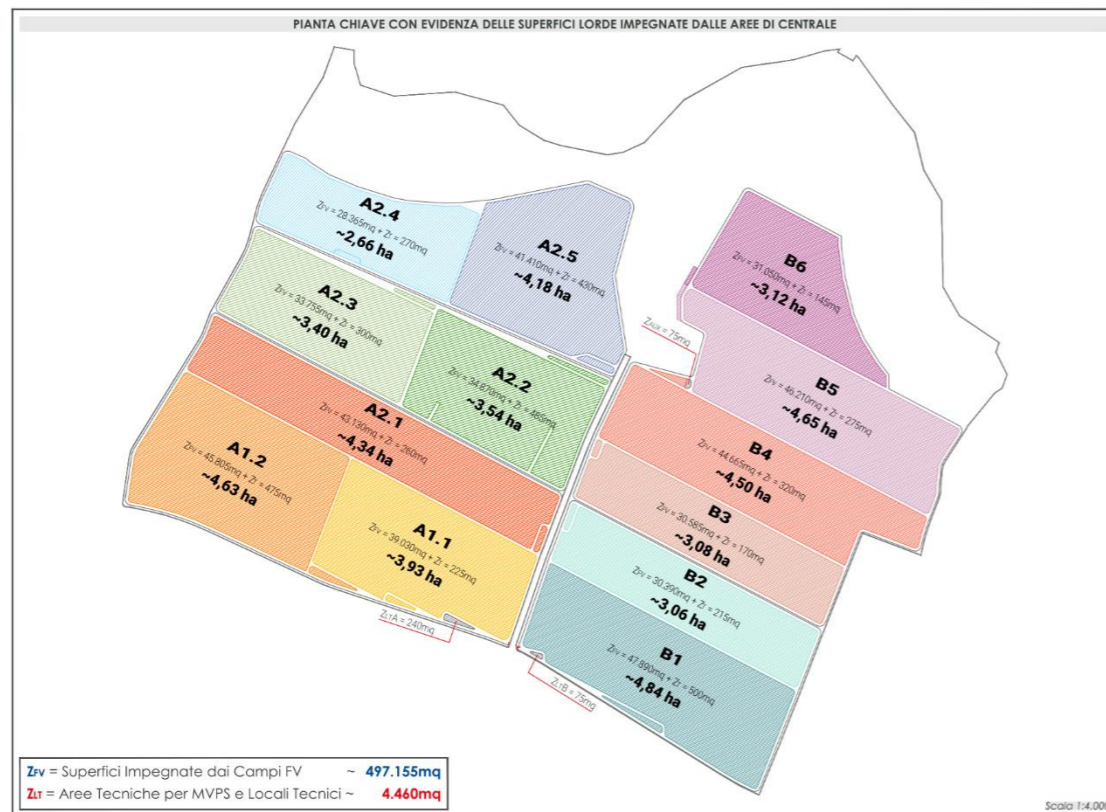 PIANTA CHIAVE CON EVIDENZA DELLE SUPERFICI LORDE IMPEGNATE DALLE AREE DI CENTRALE
A2.4
ZFV = 28.365mq + ZT = 270mq
~2,66 ha
A2.5
ZFV = 41.410mq + ZT = 430mq
~4,18 ha
B6
ZFV = 31.050mq + ZT = 145mq
~3,12 ha
A2.3
ZFV = 33.755mq + ZT = 300mq
~3,40 ha
ZAUX = 75mq
A2.2
ZFV = 34.870mq + ZT = 485mq
~3,54 ha
B5
ZFV = 46.210mq + ZT = 275mq
~4,65 ha
A2.1
ZFV = 43.130mq + ZT = 260mq
~4,34 ha
B4
ZFV = 44.665mq + ZT = 320mq
~4,50 ha
A1.2
ZFV = 45.805mq + ZT = 475mq
~4,63 ha
B3
ZFV = 30.585mq + ZT = 170mq
~3,08 ha
A1.1
ZFV = 39.030mq + ZT = 225mq
~3,93 ha
B2
ZFV = 30.390mq + ZT = 215mq
~3,06 ha
ZLTA = 240mq
B1
ZFV = 47.890mq + ZT = 500mq
~4,84 ha
ZLTB = 75mq
ZFV = Superfici Impegnate dai Campi FV ~ 497.155mq
ZLT = Aree Tecniche per MVPS e Locali Tecnici ~ 4.460mq
Scala 1:4.00